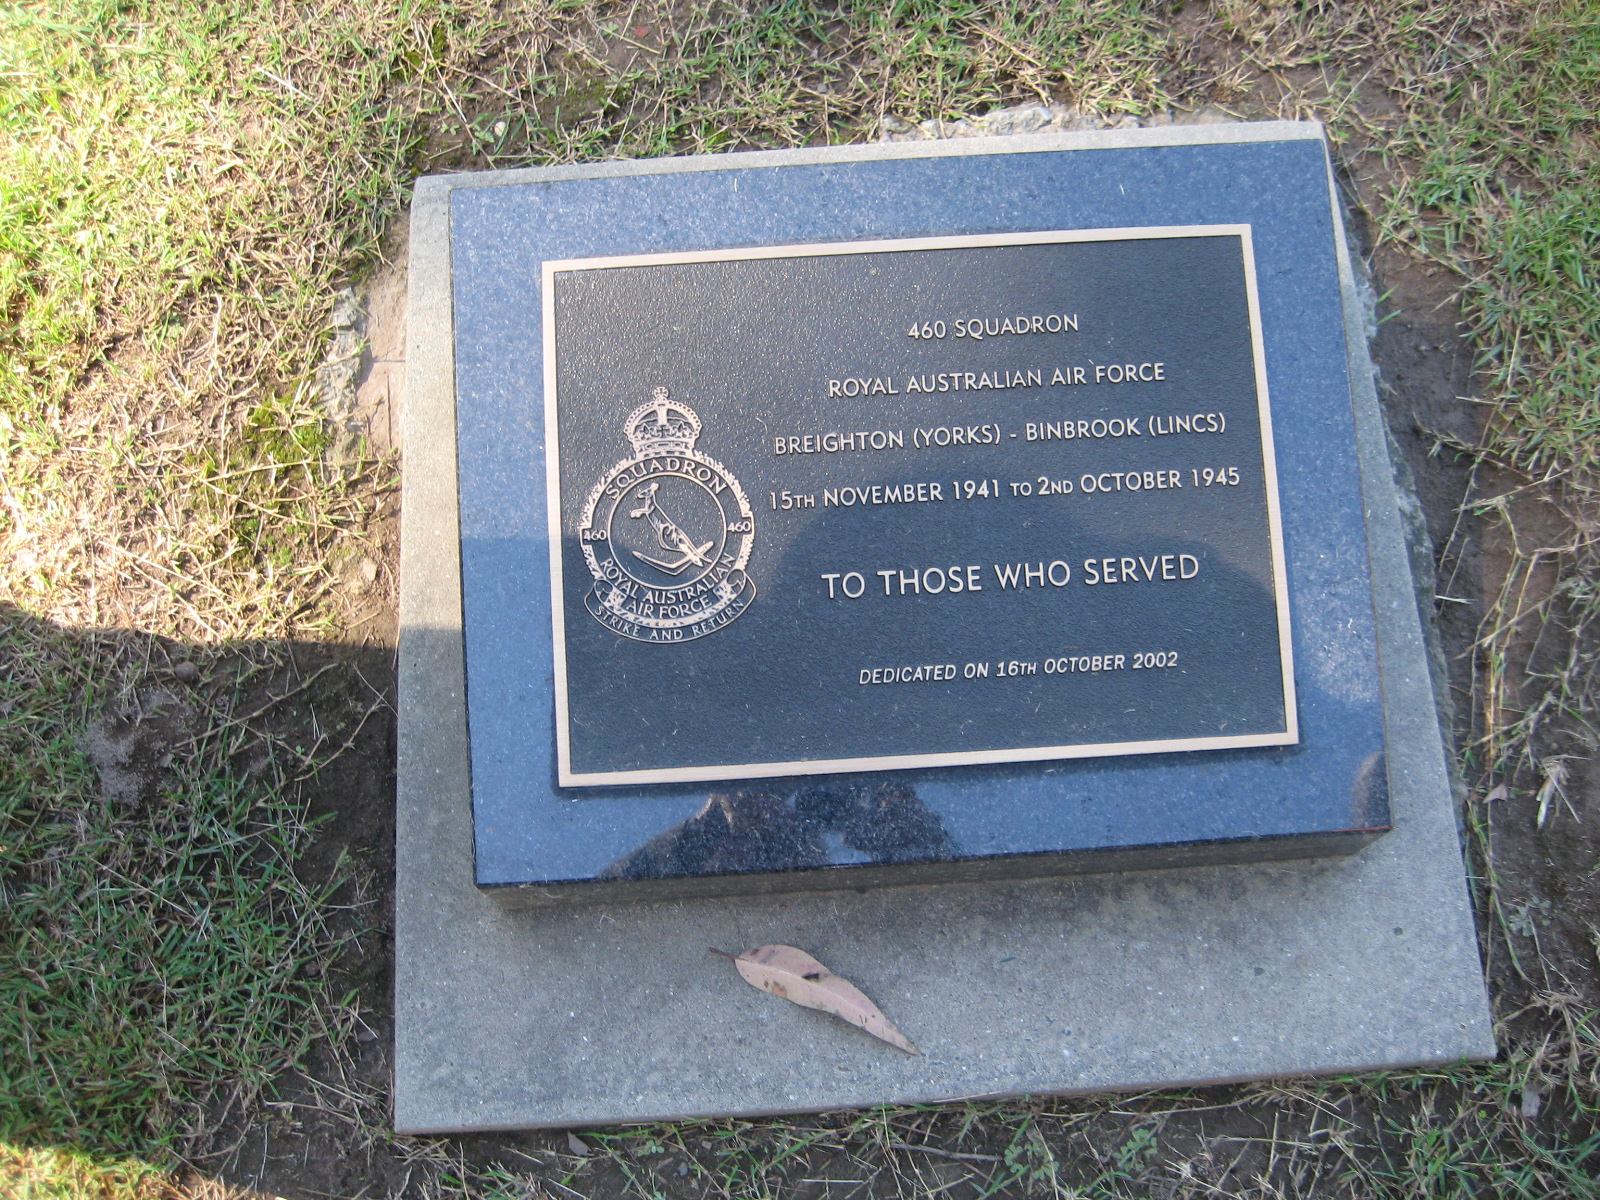 460 SQUADRON
ROYAL AUSTRALIAN AIR FORCE
BREIGHTON (YORKS) - BINBROOK (LINCS)
15TH NOVEMBER 1941 TO 2ND OCTOBER 1945
TO THOSE WHO SERVED
DEDICATED ON 16TH OCTOBER 2002
SQUADRON
460 460
ROYAL AUSTRALIAN
AIR FORCE
STRIKE AND RETURN